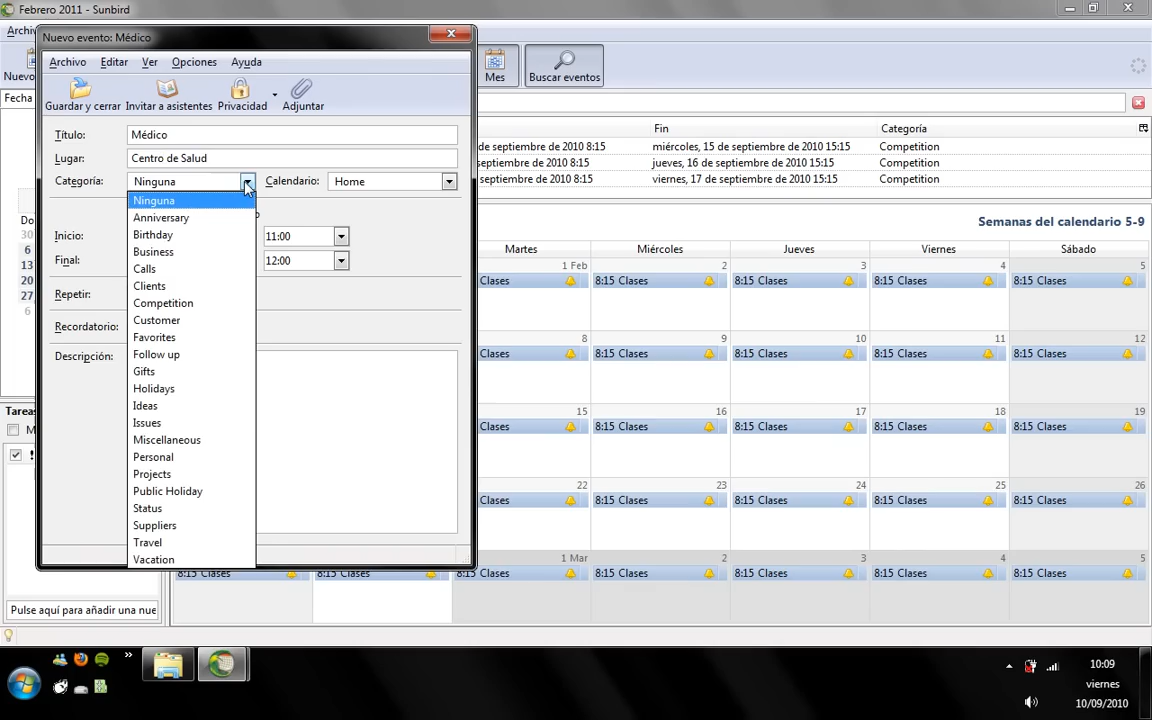 Febrero 2011 - Sunbird
Archi
Nuevo
Mes
Buscar eventos
Fecha
Nuevo evento: Médico
Archivo Editar Ver Opciones Ayuda
Guardar y cerrar Invitar a asistentes Privacidad Adjuntar
Título: Médico
Lugar: Centro de Salud
Categoría: Ninguna Calendario: Home
Ninguna
Anniversary
Birthday
Business
Calls
Clients
Competition
Customer
Favorites
Follow up
Gifts
Holidays
Ideas
Issues
Miscellaneous
Personal
Projects
Public Holiday
Status
Suppliers
Travel
Vacation
Inicio: 11:00
Final: 12:00
Repetir:
Recordatorio:
Descripción:
Fin Categoría
de septiembre de 2010 8:15 miércoles, 15 de septiembre de 2010 15:15 Competition
septiembre de 2010 8:15 jueves, 16 de septiembre de 2010 15:15 Competition
septiembre de 2010 8:15 viernes, 17 de septiembre de 2010 15:15 Competition
Semanas del calendario 5-9
Martes Miércoles Jueves Viernes Sábado
1 Feb 2 3 4 5
Clases 8:15 Clases 8:15 Clases 8:15 Clases 8:15 Clases
8 9 10 11 12
Clases 8:15 Clases 8:15 Clases 8:15 Clases 8:15 Clases
15 16 17 18 19
Clases 8:15 Clases 8:15 Clases 8:15 Clases 8:15 Clases
22 23 24 25 26
Clases 8:15 Clases 8:15 Clases 8:15 Clases 8:15 Clases
1 Mar 2 3 4 5
8:15 Clases 8:15 Clases 8:15 Clases 8:15 Clases 8:15 Clases 8:15 Clases 8:15 Clases
Do
30
6
13
20
27
6
Tareas
M
!
Pulse aquí para añadir una nue
10:09
viernes
10/09/2010